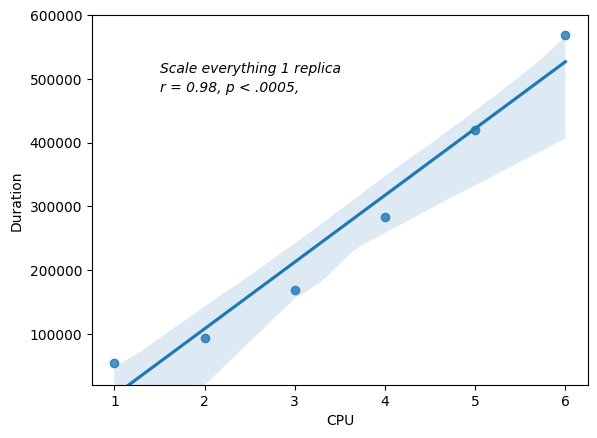 600000
500000
400000
300000
200000
100000
Duration
Scale everything 1 replica
r = 0.98, p < .0005,
1 2 3 4 5 6
CPU